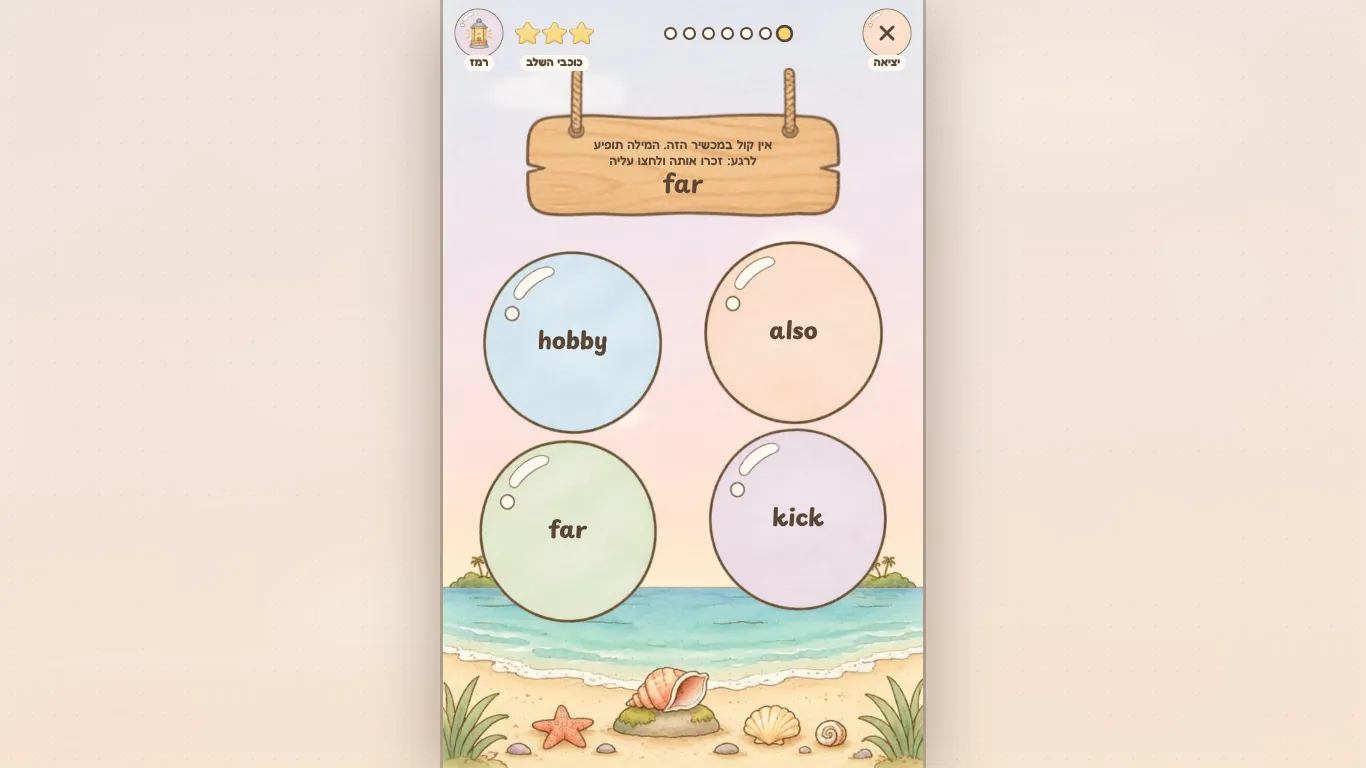 רמז
כוכבי השלב
יציאה
אין קול במכשיר הזה. המילה תופיע
לרגע: זכרו אותה ולחצו עליה
far
hobby
also
far
kick